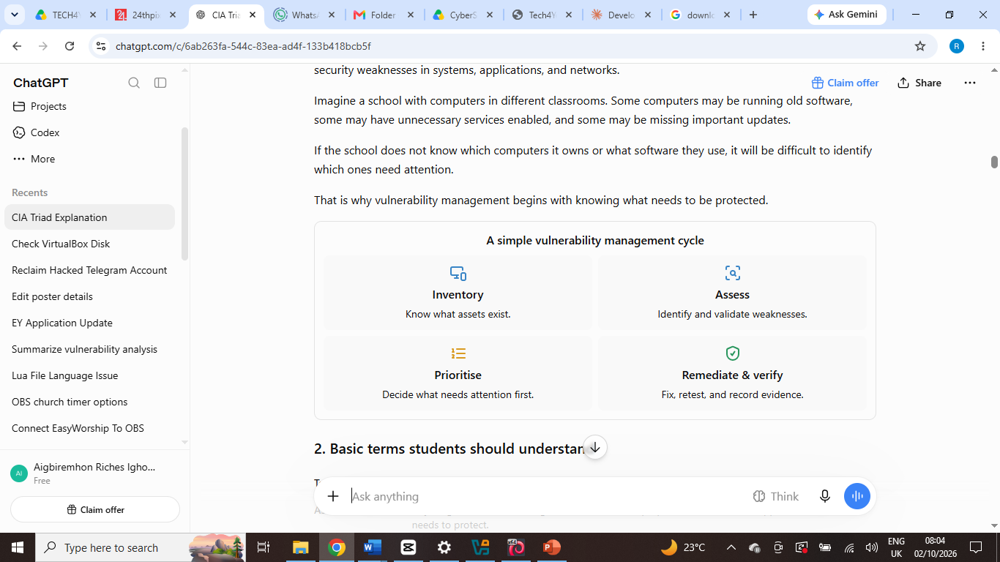 TECH4Y
24thpix
CIA Tria
WhatsA
Folder
CyberS
Tech4Y
Develo
downlo
Ask Gemini
chatgpt.com/c/6ab263fa-544c-83ea-ad4f-133b418bcb5f
R
ChatGPT
Projects
Codex
More
Recents
CIA Triad Explanation
Check VirtualBox Disk
Reclaim Hacked Telegram Account
Edit poster details
EY Application Update
Summarize vulnerability analysis
Lua File Language Issue
OBS church timer options
Connect EasyWorship To OBS
AI
Aigbiremhon Riches Igho...
Free
Claim offer
Claim offer
Share
security weaknesses in systems, applications, and networks.
Imagine a school with computers in different classrooms. Some computers may be running old software,
some may have unnecessary services enabled, and some may be missing important updates.
If the school does not know which computers it owns or what software they use, it will be difficult to identify
which ones need attention.
That is why vulnerability management begins with knowing what needs to be protected.
A simple vulnerability management cycle
Inventory
Know what assets exist.
Assess
Identify and validate weaknesses.
Prioritise
Decide what needs attention first.
Remediate & verify
Fix, retest, and record evidence.
2. Basic terms students should understan
Ask anything
Think
needs to protect.
Type here to search
23°C
ENG
UK
08:04
02/10/2026